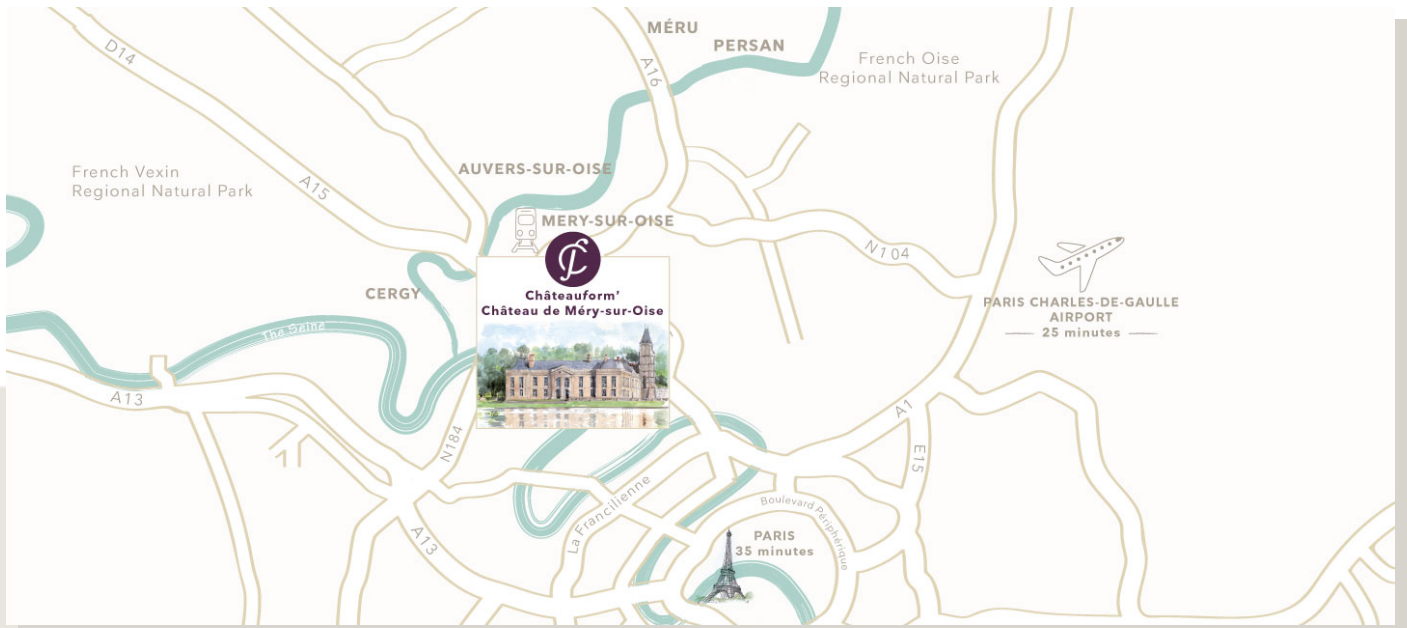 MÉRU
PERSAN
D14
A16
French Oise
Regional Natural Park
AUVERS-SUR-OISE
French Vexin
Regional Natural Park
A15
MERY-SUR-OISE
N104
CERGY
Châteauform'
Château de Méry-sur-Oise
PARIS CHARLES-DE-GAULLE
AIRPORT
25 minutes
The Seine
A13
A1
N184
E15
La Francilienne
Boulevard Périphérique
A13
PARIS
35 minutes